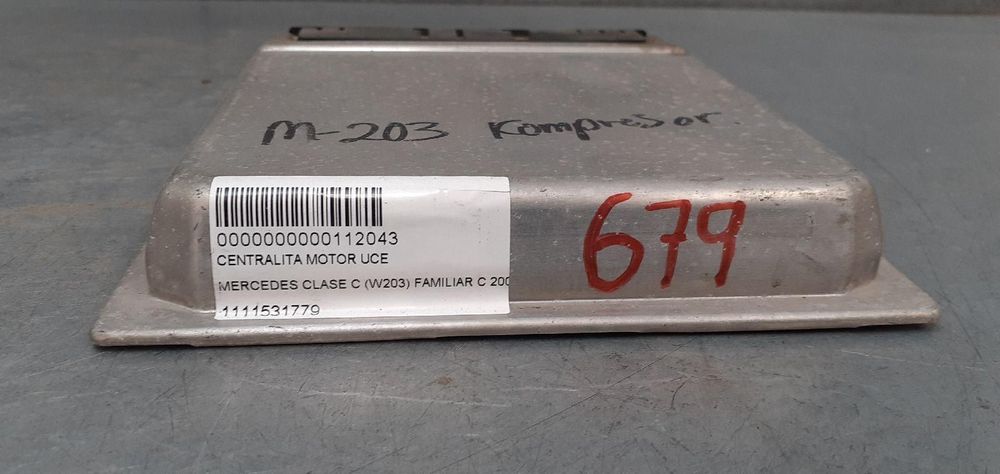 M-203 Kompresor.
679
0000000000112043
CENTRALITA MOTOR UCE
MERCEDES CLASE C (W203) FAMILIAR C 200
1111531779